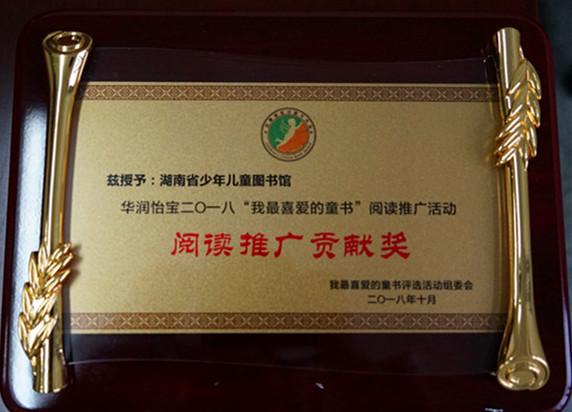 兹授予：湖南省少年儿童图书馆
华润怡宝二〇一八“我最喜爱的童书”阅读推广活动
阅读推广贡献奖
我最喜爱的童书评选活动组委会
二〇一八年十月